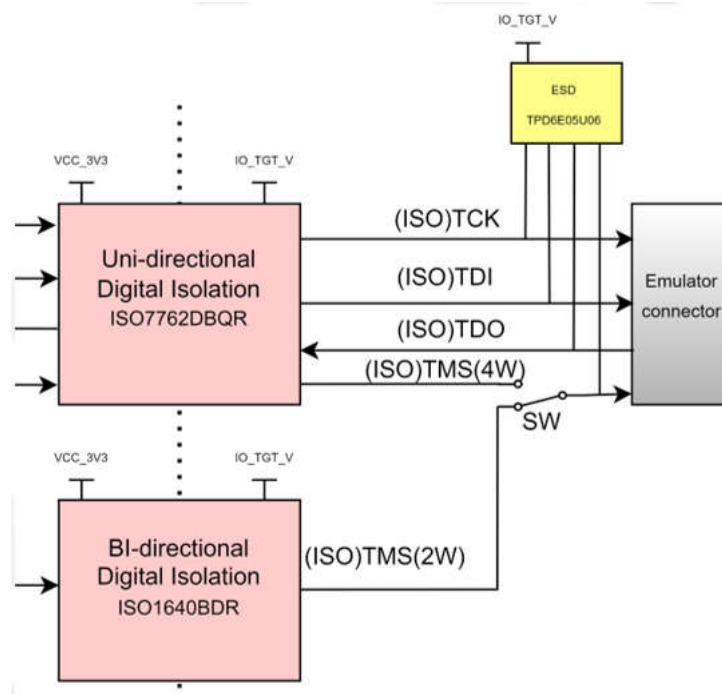 IO_TGT_V
ESD
TPD6E05U06
VCC_3V3
IO_TGT_V
Uni-directional
Digital Isolation
ISO7762DBQR
(ISO)TCK
(ISO)TDI
(ISO)TDO
(ISO)TMS(4W)
Emulator
connector
SW
VCC_3V3
IO_TGT_V
BI-directional
Digital Isolation
ISO1640BDR
(ISO)TMS(2W)